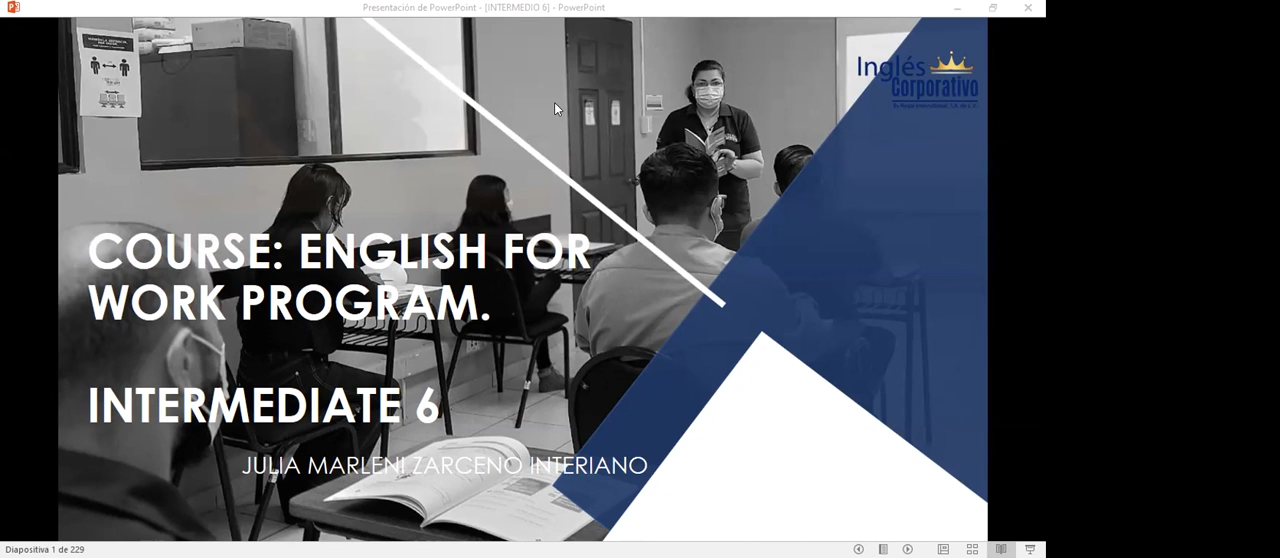 Presentación de PowerPoint - [INTERMEDIO 6] - PowerPoint
Inglés
Corporativo
COURSE: ENGLISH FOR
WORK PROGRAM.
INTERMEDIATE 6
JULIA MARLENI ZARCENO INTERIANO
Diapositiva 1 de 229